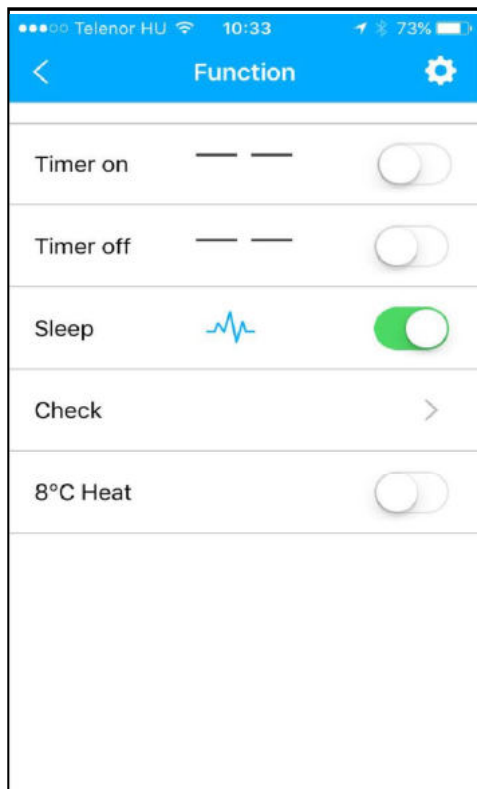 Telenor HU 10:33 73%
Function
Timer on
Timer off
Sleep
Check
8°C Heat